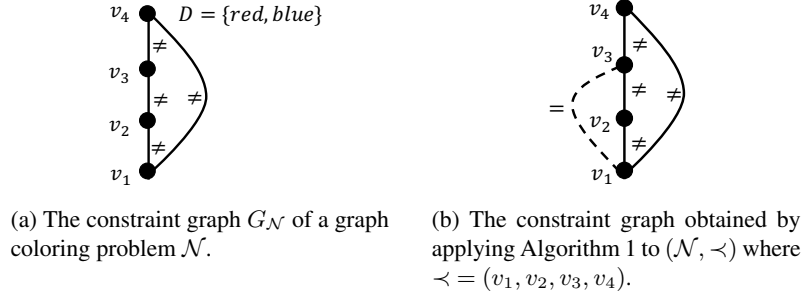 v₄ D = {red, blue}
≠
v₃
≠ ≠
v₂
≠
v₁
(a) The constraint graph G_𝒩 of a graph
coloring problem 𝒩.
v₄
≠
v₃
≠ ≠
=
v₂
≠
v₁
(b) The constraint graph obtained by
applying Algorithm 1 to (𝒩, ≺) where
≺ = (v₁, v₂, v₃, v₄).